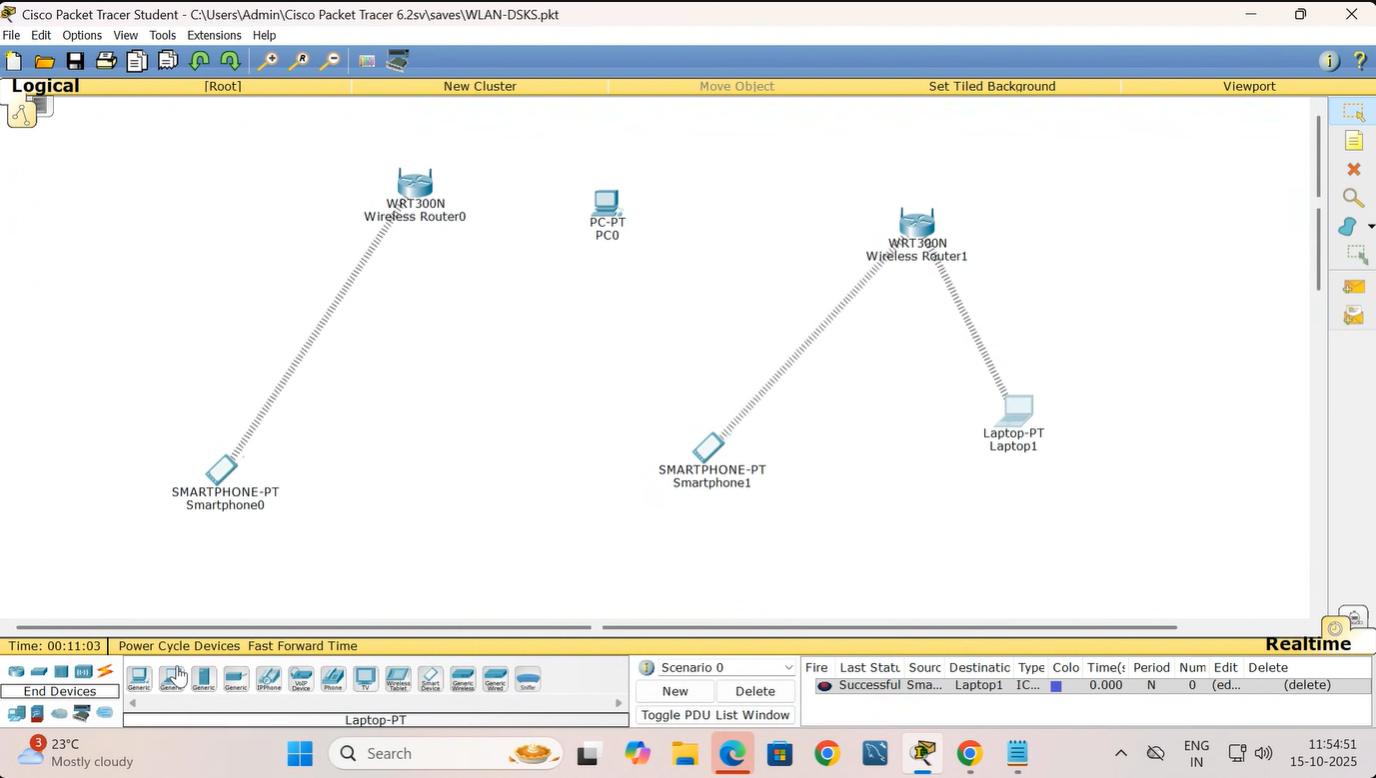 Cisco Packet Tracer Student - C:\Users\Admin\Cisco Packet Tracer 6.2sv\saves\WLAN-DSKS.pkt
File Edit Options View Tools Extensions Help
Logical [Root] New Cluster Move Object Set Tiled Background Viewport
WRT300N
Wireless Router0
PC-PT
PC0
WRT300N
Wireless Router1
Laptop-PT
Laptop1
SMARTPHONE-PT
Smartphone1
SMARTPHONE-PT
Smartphone0
Time: 00:11:03 Power Cycle Devices Fast Forward Time Realtime
End Devices
Generic Generic Generic Generic IPPhone VoIP Device Phone TV Wireless Tablet Smart Device Generic Wireless Generic Wired Sniffer
Laptop-PT
Scenario 0
New Delete
Toggle PDU List Window
Fire Last Statu Sourc Destinatic Type Colo Time(s Period Num Edit Delete
Successful Sma... Laptop1 IC... 0.000 N 0 (ed... (delete)
3 23°C
Mostly cloudy
Search
ENG
IN
11:54:51
15-10-2025